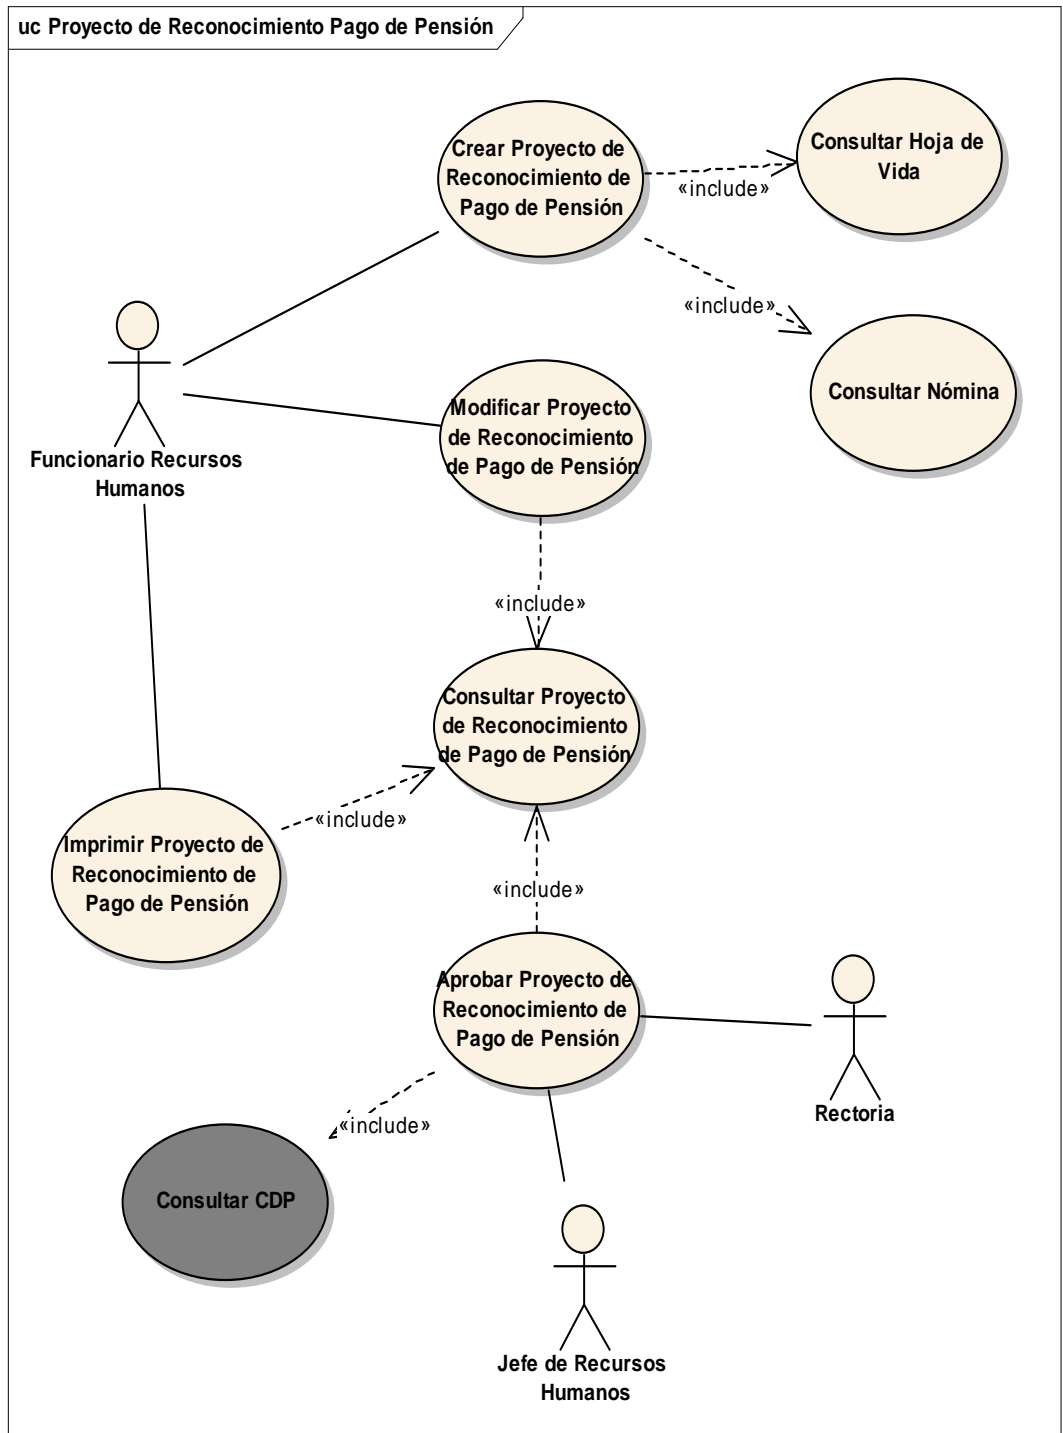 uc Proyecto de Reconocimiento Pago de Pensión
Crear Proyecto de
Reconocimiento de
Pago de Pensión
Consultar Hoja de
Vida
«include»
«include»
Consultar Nómina
Funcionario Recursos
Humanos
Modificar Proyecto
de Reconocimiento
de Pago de Pensión
«include»
Consultar Proyecto
de Reconocimiento
de Pago de Pensión
«include»
Imprimir Proyecto de
Reconocimiento de
Pago de Pensión
«include»
Aprobar Proyecto de
Reconocimiento de
Pago de Pensión
Rectoria
«include»
Consultar CDP
Jefe de Recursos
Humanos